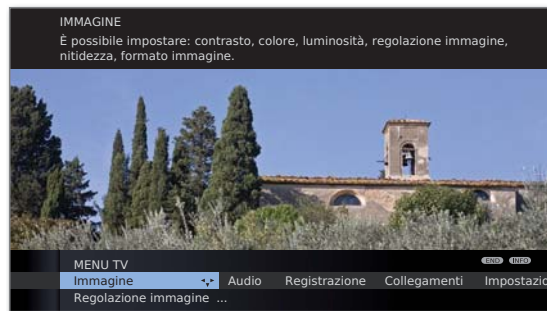 IMMAGINE
È possibile impostare: contrasto, colore, luminosità, regolazione immagine,
nitidezza, formato immagine.
MENU TV
END INFO
Immagine Audio Registrazione Collegamenti Impostazio
Regolazione immagine ...